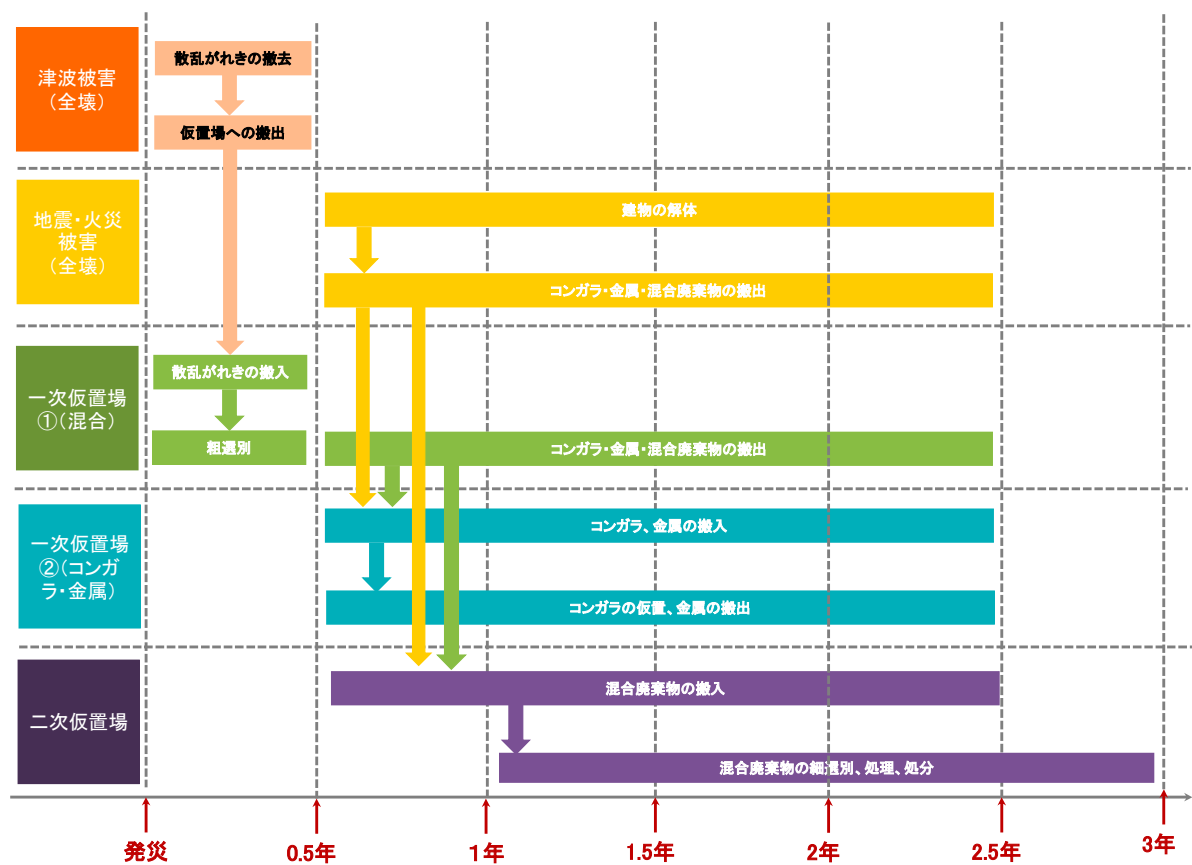 津波被害
（全壊）
散乱がれきの撤去
仮置場への搬出
地震・火災
被害
（全壊）
建物の解体
コンガラ・金属・混合廃棄物の搬出
一次仮置場
①（混合）
散乱がれきの搬入
粗選別
コンガラ・金属・混合廃棄物の搬出
一次仮置場
②（コンガ
ラ・金属）
コンガラ、金属の搬入
コンガラの仮置、金属の搬出
二次仮置場
混合廃棄物の搬入
混合廃棄物の細選別、処理、処分
発災
0.5年
1年
1.5年
2年
2.5年
3年